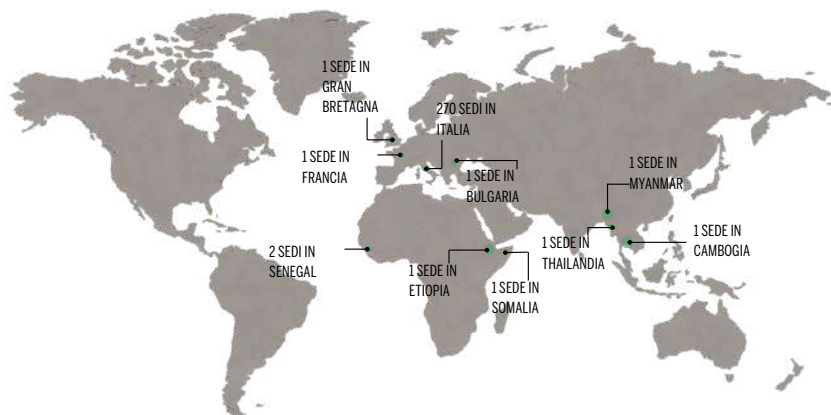 1 SEDE IN
GRAN
BRETAGNA
270 SEDI IN
ITALIA
1 SEDE IN
FRANCIA
1 SEDE IN
BULGARIA
1 SEDE IN
MYANMAR
2 SEDI IN
SENEGAL
1 SEDE IN
ETIOPIA
1 SEDE IN
SOMALIA
1 SEDE IN
THAILANDIA
1 SEDE IN
CAMBOGIA